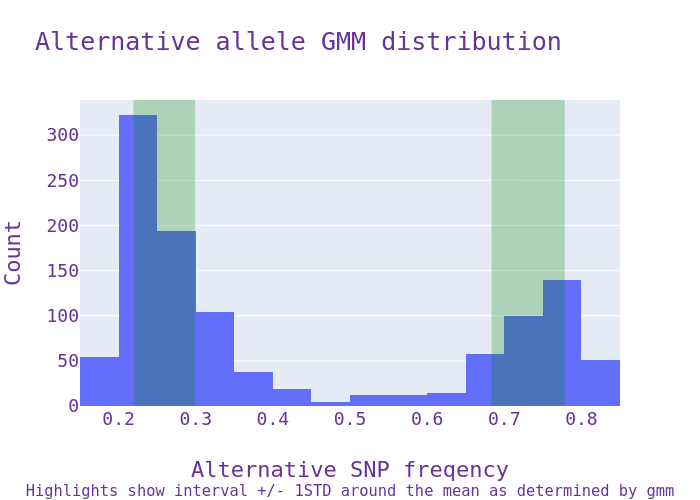 Alternative allele GMM distribution
Count
300
250
200
150
100
50
0
0.2 0.3 0.4 0.5 0.6 0.7 0.8
Alternative SNP freqency
Highlights show interval +/- 1STD around the mean as determined by gmm